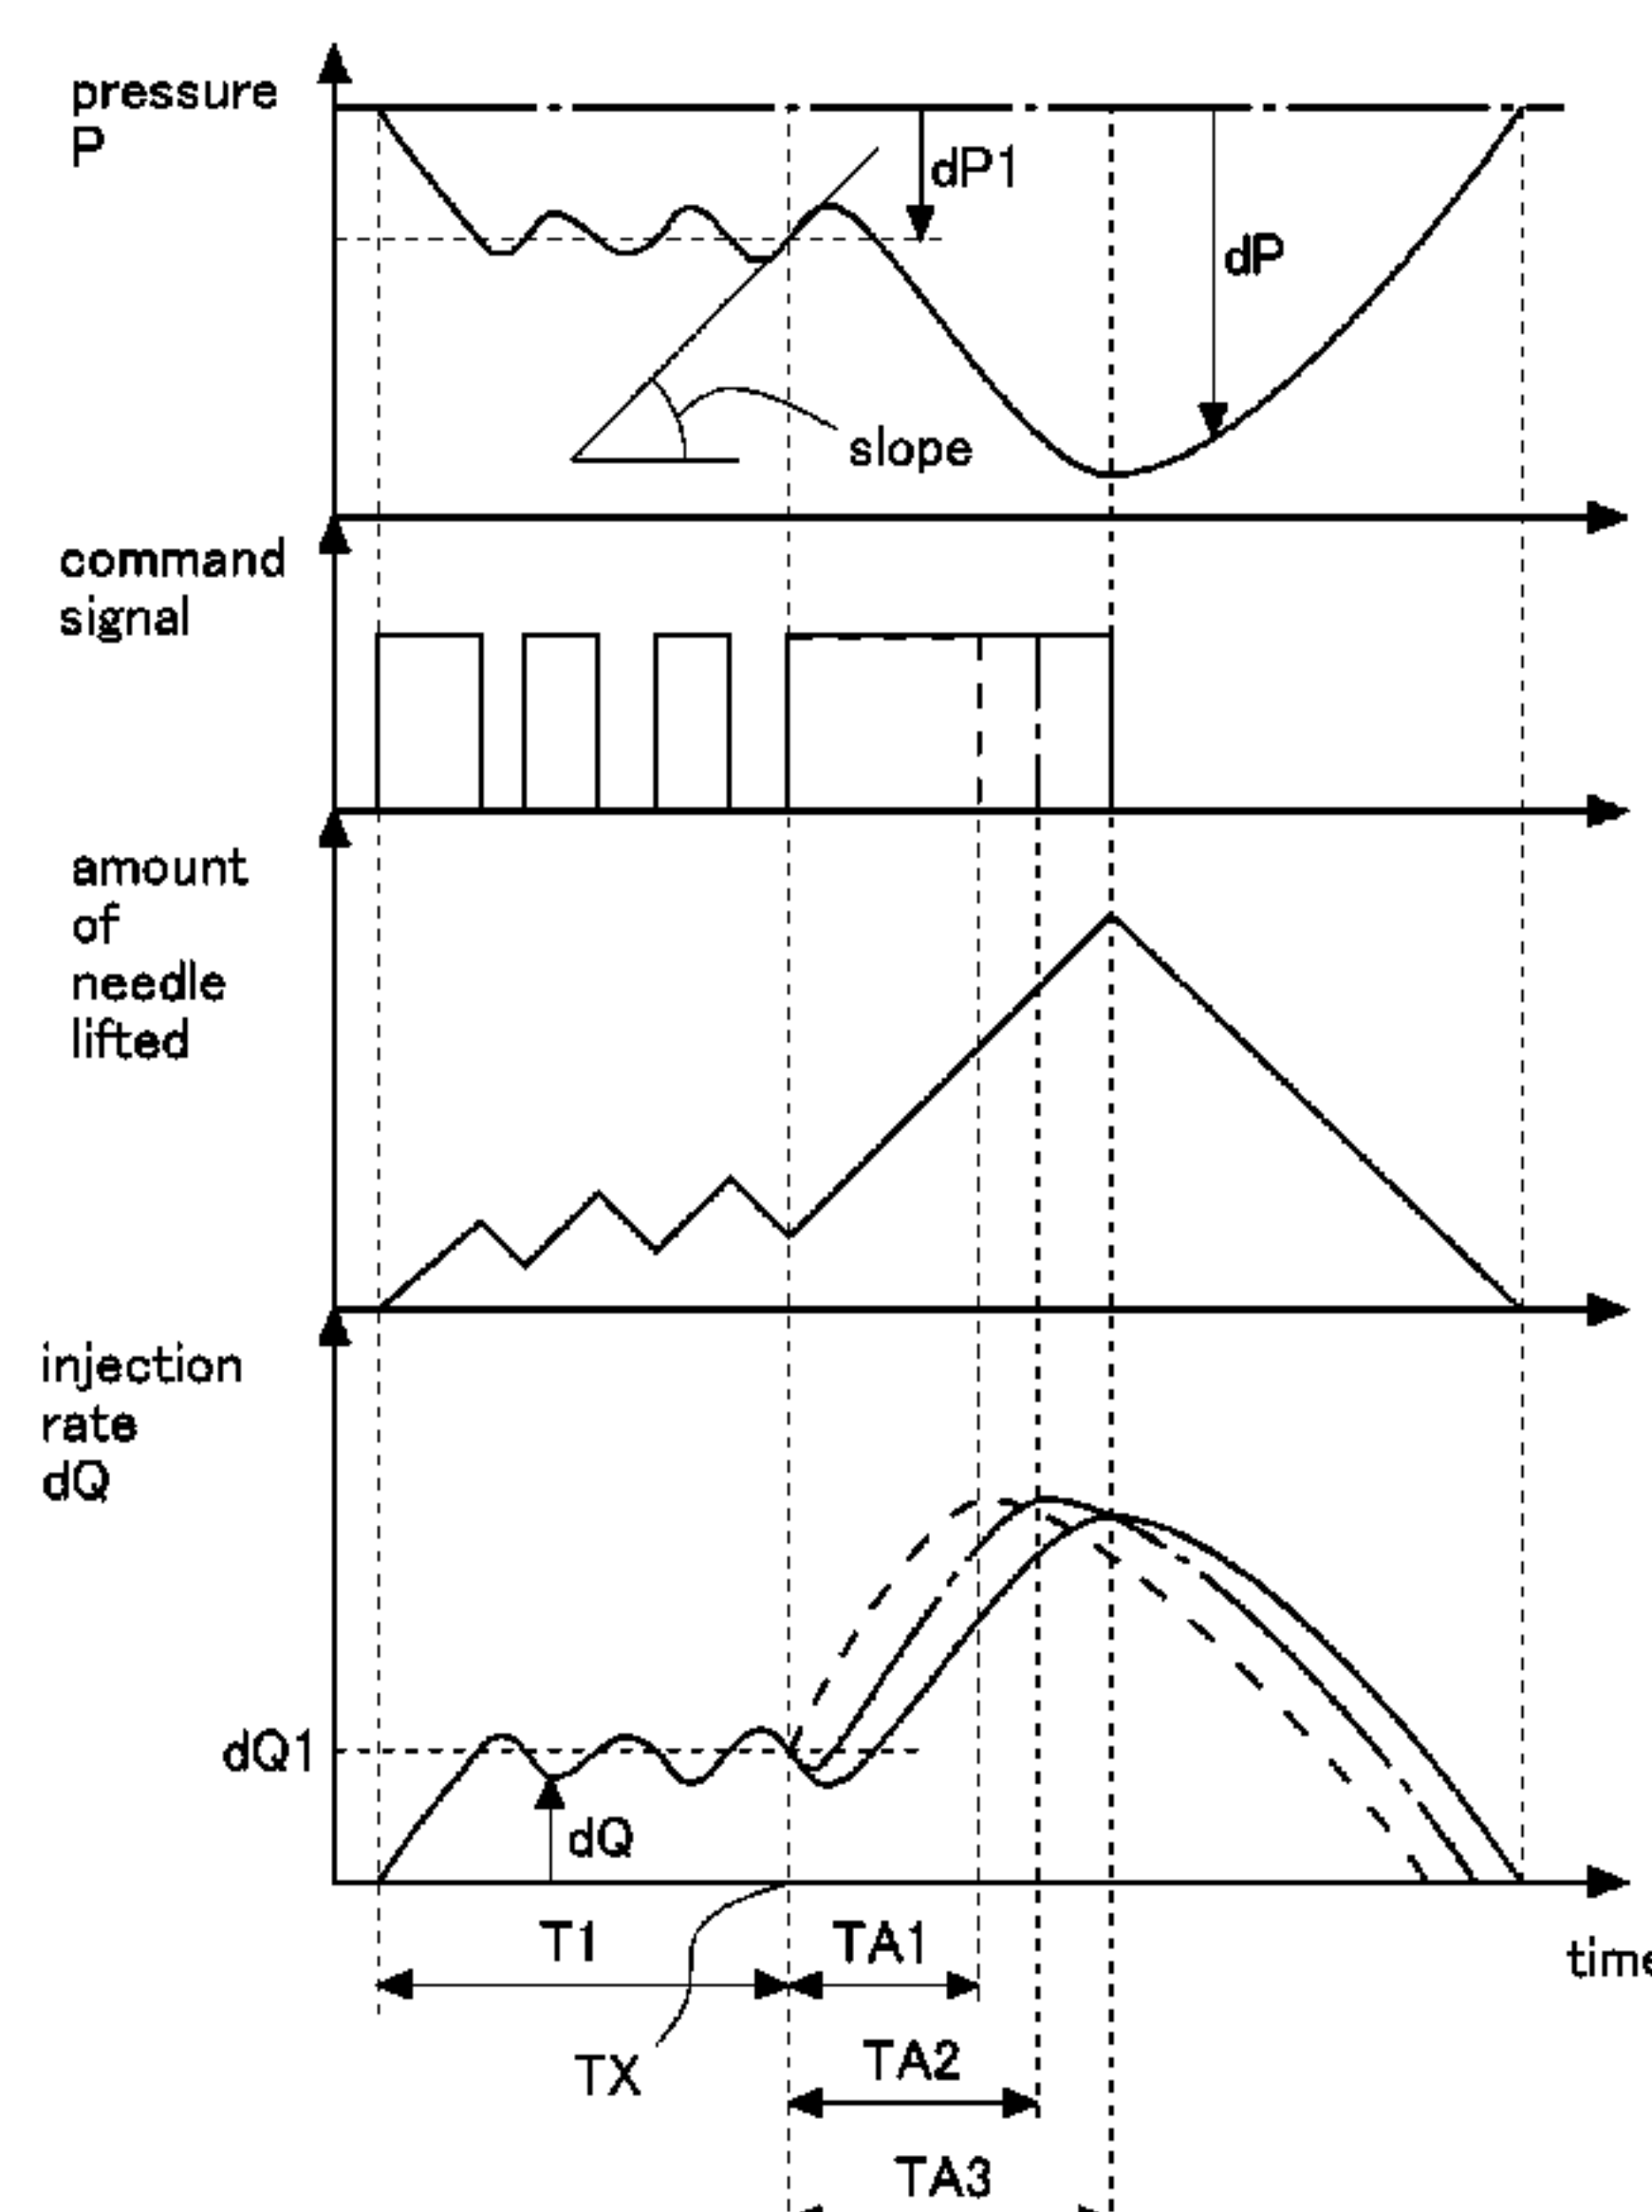 pressure
P
dP1
dP
slope
command
signal
amount
of
needle
lifted
injection
rate
dQ
dQ1
dQ
T1
TA1
time
TX
TA2
TA3